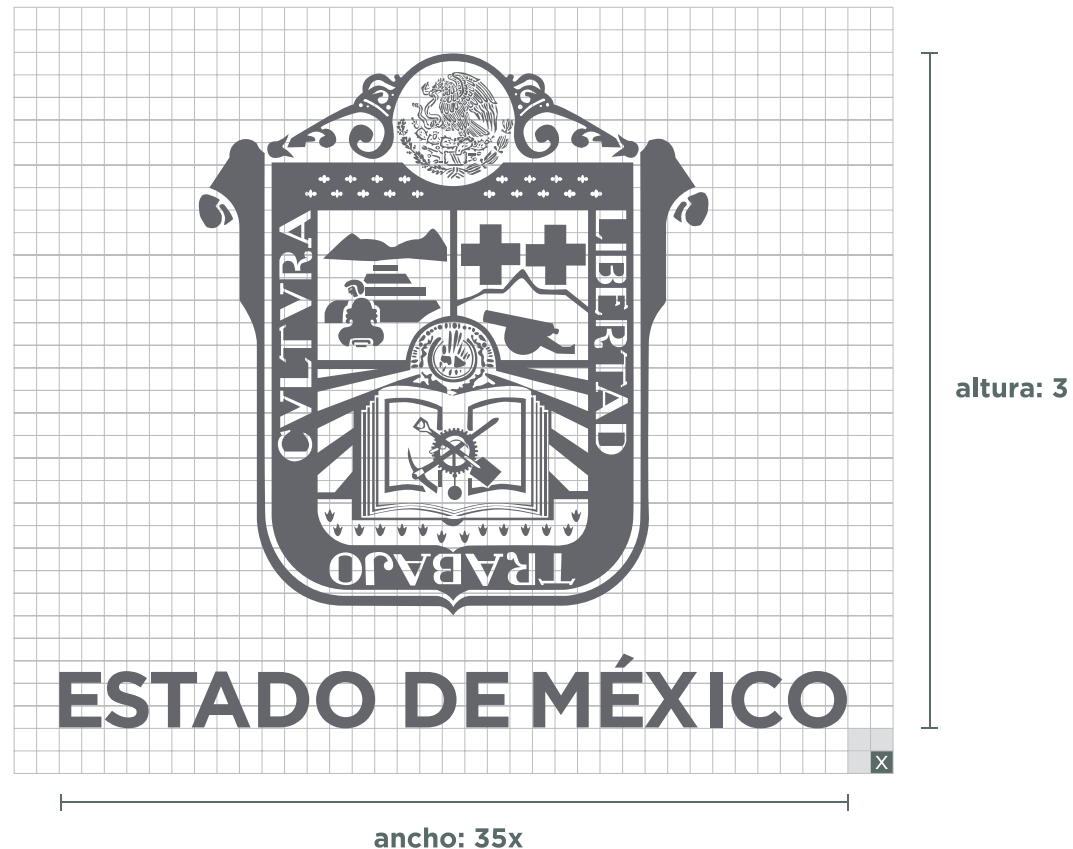 CVLTVRA
LIBERTAD
TRABAJO
altura: 3
ESTADO DE MÉXICO
X
ancho: 35x